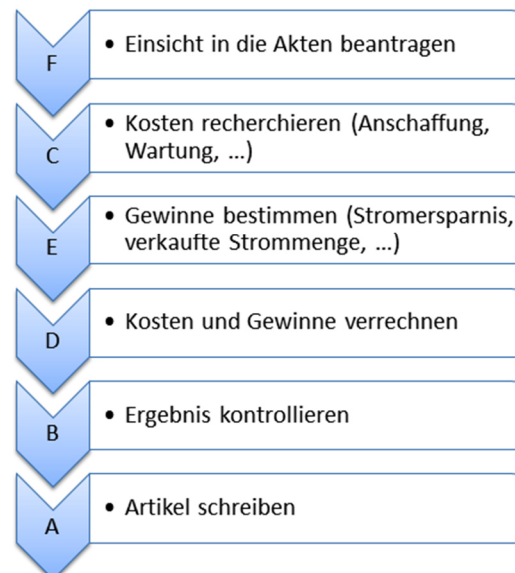 F
• Einsicht in die Akten beantragen
C
• Kosten recherchieren (Anschaffung,
Wartung, ...)
E
• Gewinne bestimmen (Stromersparnis,
verkaufte Strommenge, ...)
D
• Kosten und Gewinne verrechnen
B
• Ergebnis kontrollieren
A
• Artikel schreiben